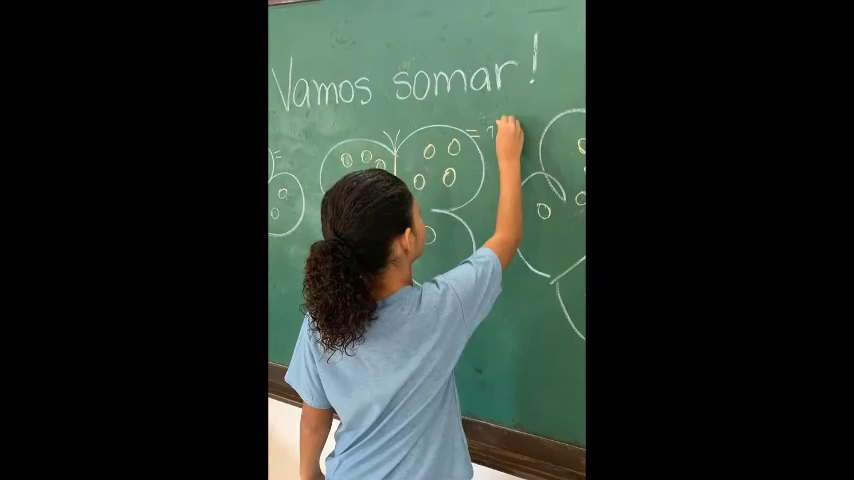 Vamos somar!
=
=